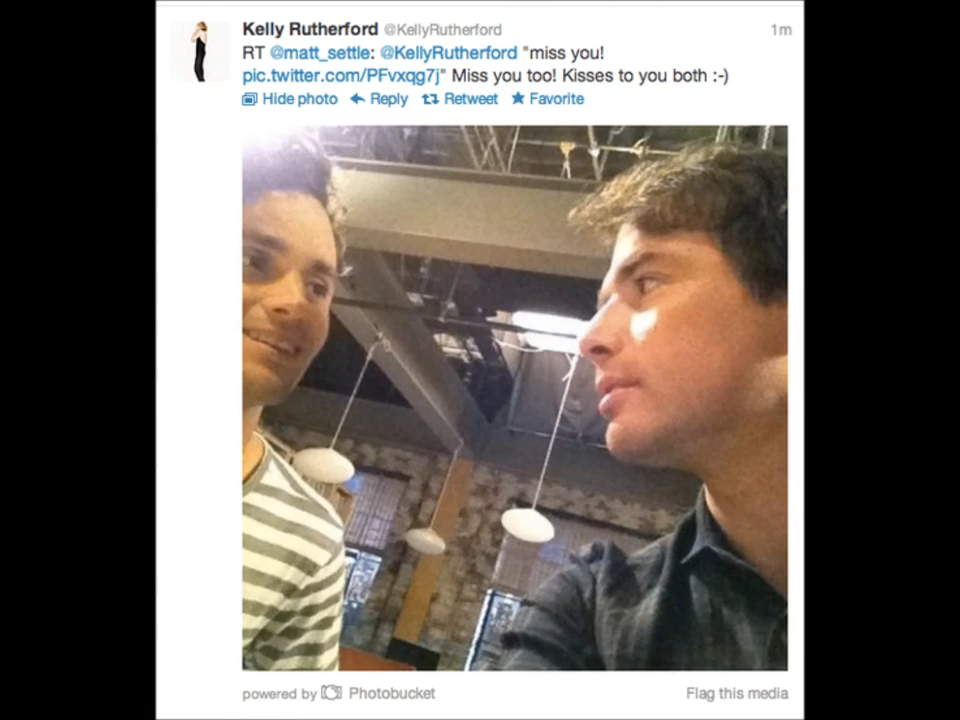 Kelly Rutherford @KellyRutherford 1m
RT @matt_settle: @KellyRutherford "miss you!
pic.twitter.com/PFvxqg7j" Miss you too! Kisses to you both :-)
Hide photo Reply Retweet Favorite
powered by Photobucket Flag this media